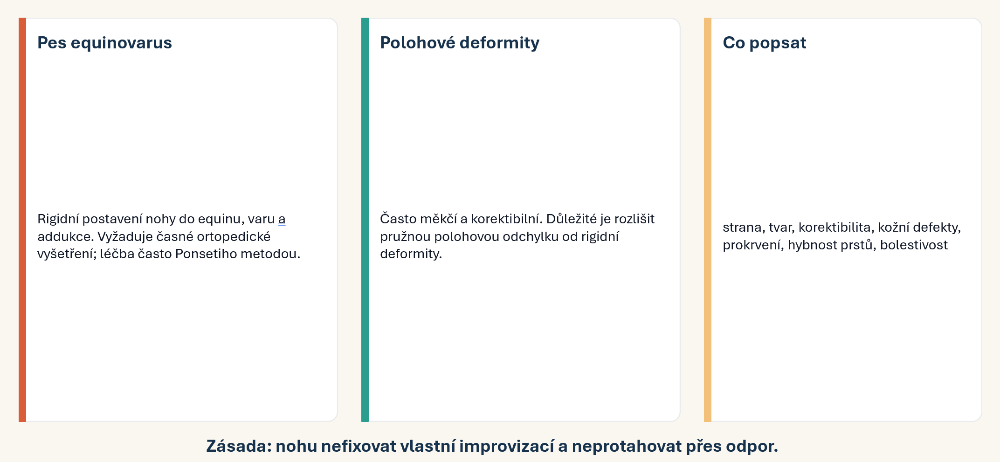 Pes equinovarus
Rigidní postavení nohy do equinu, varu a
addukce. Vyžaduje časné ortopedické
vyšetření; léčba často Ponsetiho metodou.
Polohové deformity
Často měkčí a korektibilní. Důležité je rozlišit
pružnou polohovou odchylku od rigidní
deformity.
Co popsat
strana, tvar, korektibilita, kožní defekty,
prokrvení, hybnost prstů, bolestivost
Zásada: nohu nefixovat vlastní improvizací a neprotahovat přes odpor.